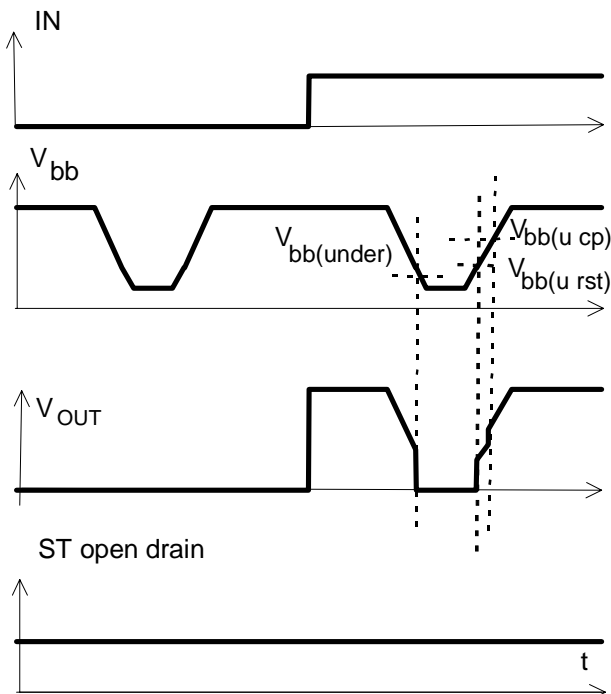 IN
V bb
V bb(under)
V bb(u cp)
V bb(u rst)
V OUT
ST open drain
t